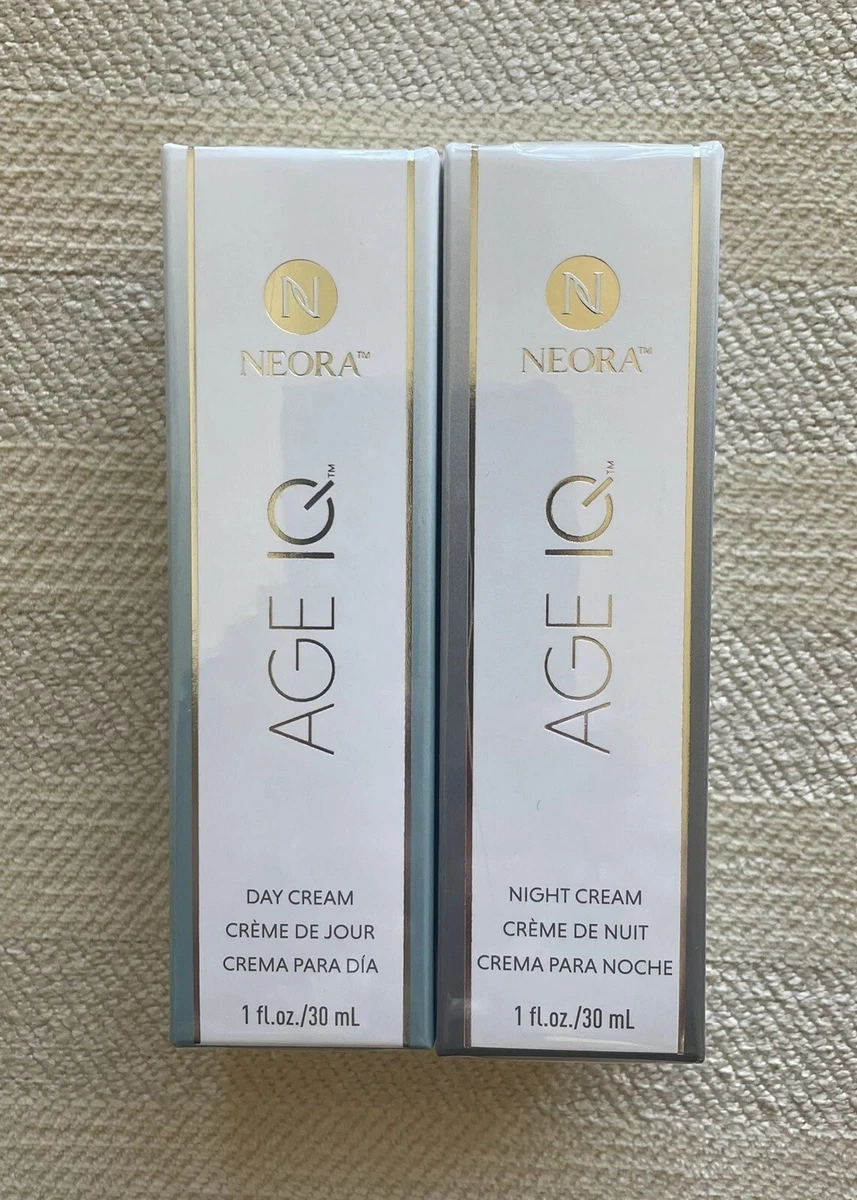 N
NEORA™
AGE IQ™
DAY CREAM
CRÈME DE JOUR
CREMA PARA DÍA
1 fl.oz./30 mL
N
NEORA™
AGE IQ™
NIGHT CREAM
CRÈME DE NUIT
CREMA PARA NOCHE
1 fl.oz./30 mL